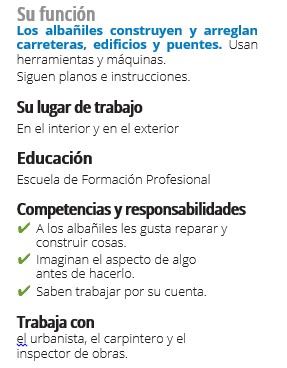 Su función
Los albañiles construyen y arreglan
carreteras, edificios y puentes. Usan
herramientas y máquinas.
Siguen planos e instrucciones.
Su lugar de trabajo
En el interior y en el exterior
Educación
Escuela de Formación Profesional
Competencias y responsabilidades
✔ A los albañiles les gusta reparar y
construir cosas.
✔ Imaginan el aspecto de algo
antes de hacerlo.
✔ Saben trabajar por su cuenta.
Trabaja con
el urbanista, el carpintero y el
inspector de obras.